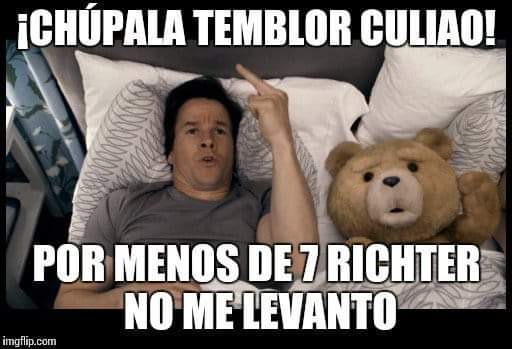 ¡CHÚPALA TEMBLOR CULIAO!
POR MENOS DE 7 RICHTER
NO ME LEVANTO
imgflip.com